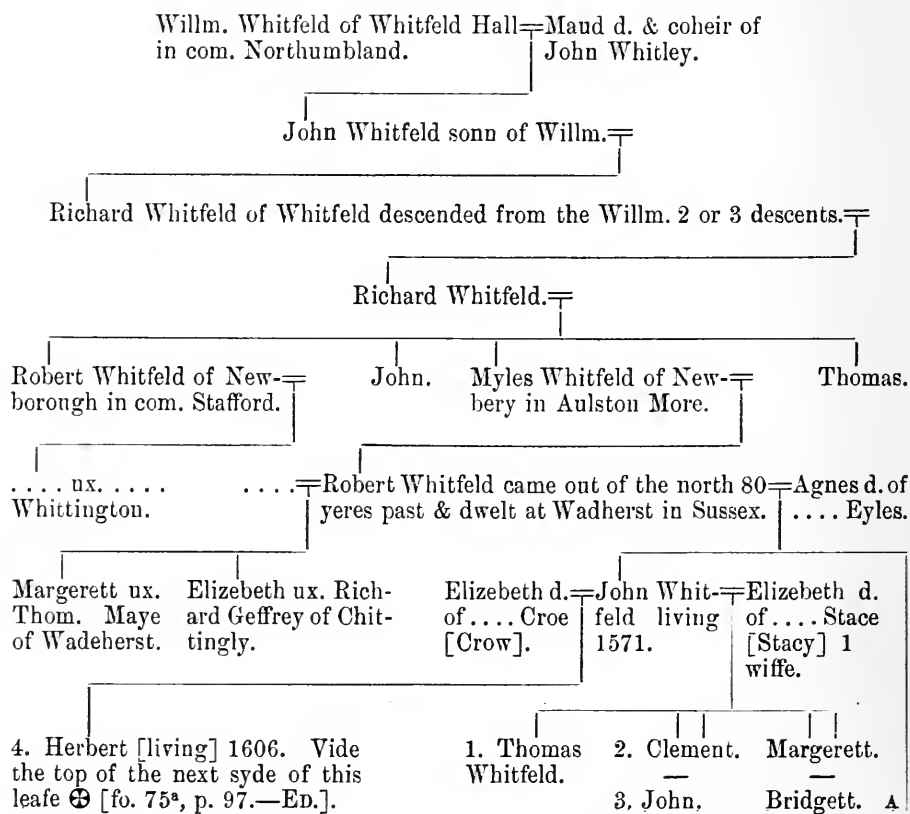 Willm. Whitfeld of Whitfeld Hall=Maud d. & coheir of
in com. Northumbland. John Whitley.
John Whitfeld sonn of Willm.=
Richard Whitfeld of Whitfeld descended from the Willm. 2 or 3 descents.=
Richard Whitfeld.=
Robert Whitfeld of New-=
borough in com. Stafford.
John.
Myles Whitfeld of New-=
bery in Aulston More.
Thomas.
. . . . ux. . . . . .
Whittington.
. . . .=Robert Whitfeld came out of the north 80=Agnes d. of
yeres past & dwelt at Wadherst in Sussex. . . . . Eyles.
Margerett ux.
Thom. Maye
of Wadeherst.
Elizebeth ux. Rich-
ard Geffrey of Chit-
tingly.
Elizebeth d.=
of . . . . Croe
[Crow].
John Whit-=
feld living
1571.
Elizebeth d.
of . . . . Stace
[Stacy] 1
wiffe.
4. Herbert [living] 1606. Vide
the top of the next syde of this
leafe ⊕ [fo. 75ᵃ, p. 97.—ED.].
1. Thomas
Whitfeld.
2. Clement.
—
3. John.
Margerett.
—
Bridgett.
A